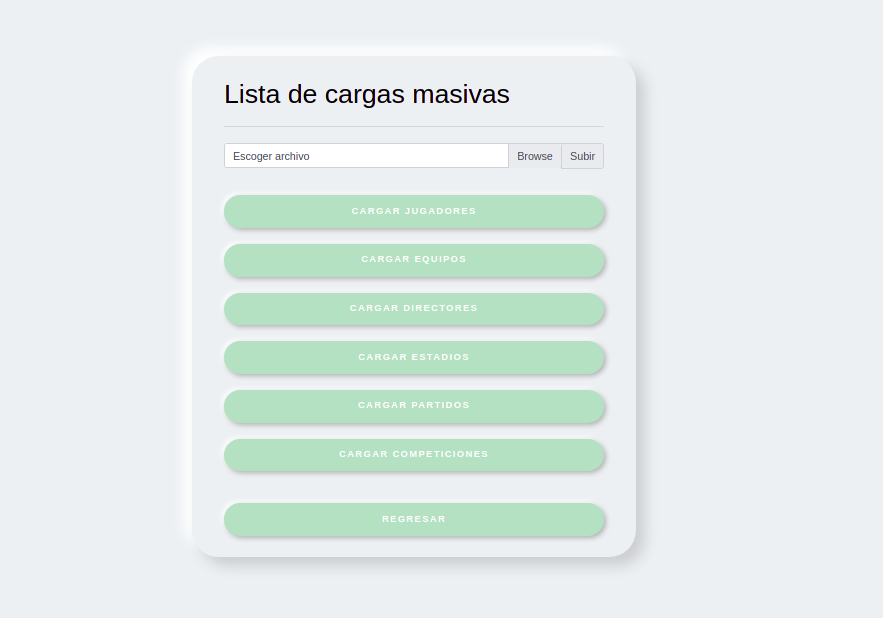 Lista de cargas masivas
Escoger archivo Browse Subir
CARGAR JUGADORES
CARGAR EQUIPOS
CARGAR DIRECTORES
CARGAR ESTADIOS
CARGAR PARTIDOS
CARGAR COMPETICIONES
REGRESAR